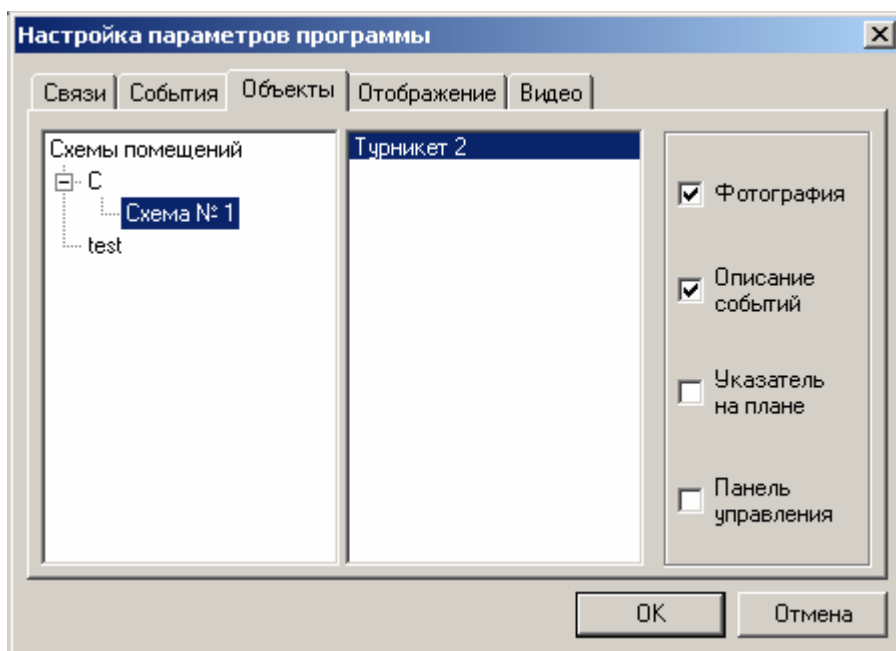 Настройка параметров программы
Связи События Объекты Отображение Видео
Схемы помещений
С
Схема № 1
test
Турникет 2
Фотография
Описание
событий
Указатель
на плане
Панель
управления
OK Отмена